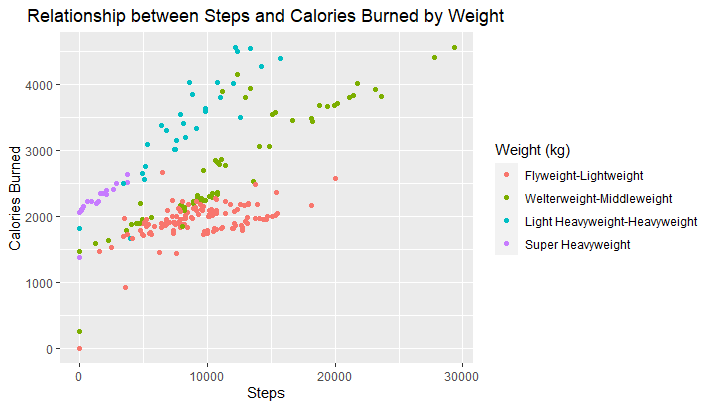 Relationship between Steps and Calories Burned by Weight
Calories Burned
4000
3000
2000
1000
0
0
10000
20000
30000
Steps
Weight (kg)
Flyweight-Lightweight
Welterweight-Middleweight
Light Heavyweight-Heavyweight
Super Heavyweight